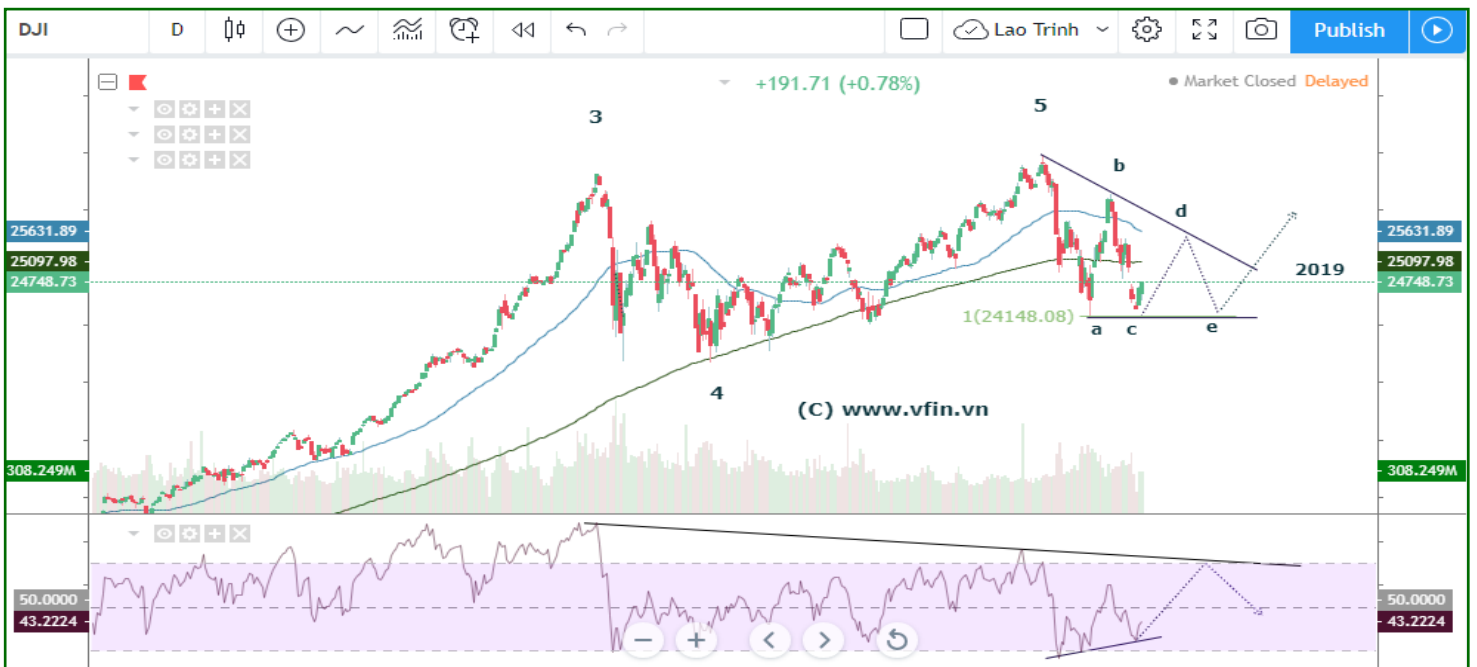 DJI D Lao Trinh Publish
+191.71 (+0.78%) Market Closed Delayed
5
3
b
d
25631.89 25631.89
25097.98 25097.98
2019
24748.73 24748.73
1(24148.08)
a c e
4
(C) www.vfin.vn
308.249M 308.249M
50.0000 50.0000
43.2224 43.2224